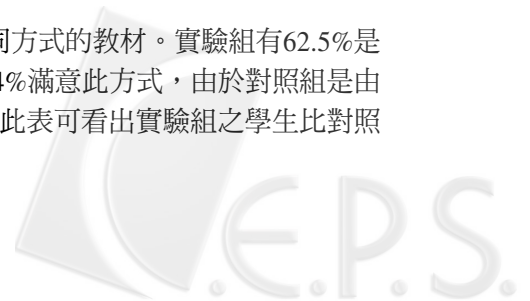 同方式的教材。實驗組有62.5%是
4%滿意此方式,由於對照組是由
此表可看出實驗組之學生比對照
C.E.P.S.